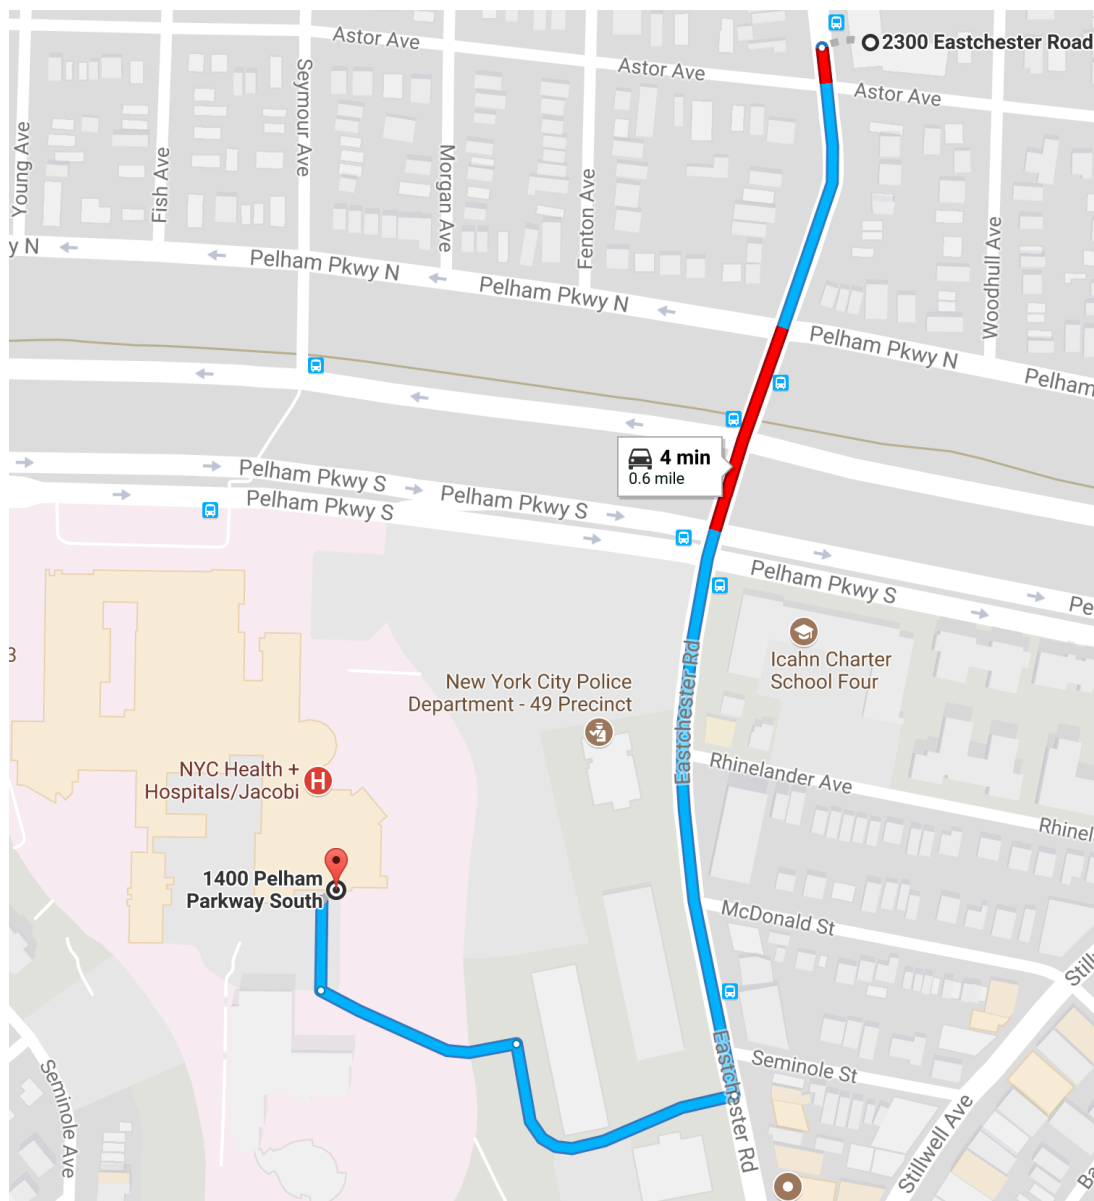 Astor Ave
2300 Eastchester Road
Astor Ave
Astor Ave
Seymour Ave
Young Ave
Fish Ave
Morgan Ave
Fenton Ave
Woodhull Ave
y N
Pelham Pkwy N
Pelham Pkwy N
Pelham Pkwy N
Pelham
4 min
0.6 mile
Pelham Pkwy S
Pelham Pkwy S
Pelham Pkwy S
Pelham Pkwy S
Pe
3
Icahn Charter
School Four
Eastchester Rd
New York City Police
Department - 49 Precinct
NYC Health +
Hospitals/Jacobi
H
Rhinelander Ave
Rhinel
1400 Pelham
Parkway South
McDonald St
Stillw
Seminole St
Eastchester Rd
Seminole Ave
Stillwell Ave
Ba